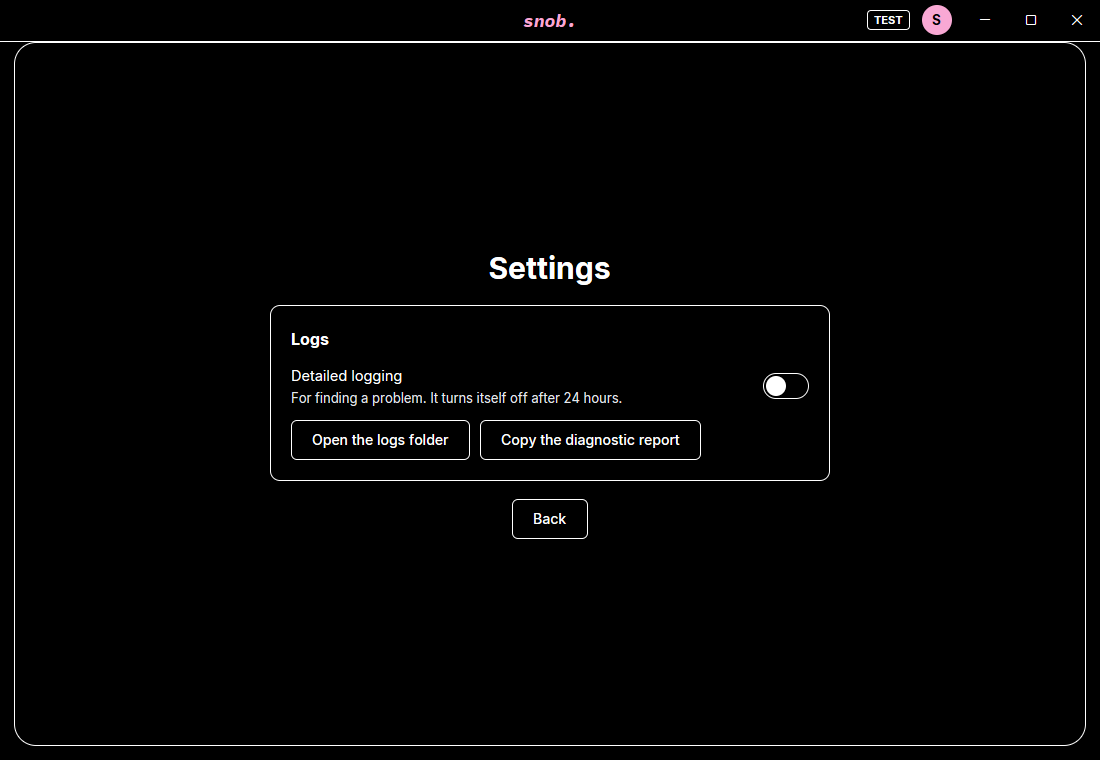 snob.
TEST
S
Settings
Logs
Detailed logging
For finding a problem. It turns itself off after 24 hours.
Open the logs folder
Copy the diagnostic report
Back